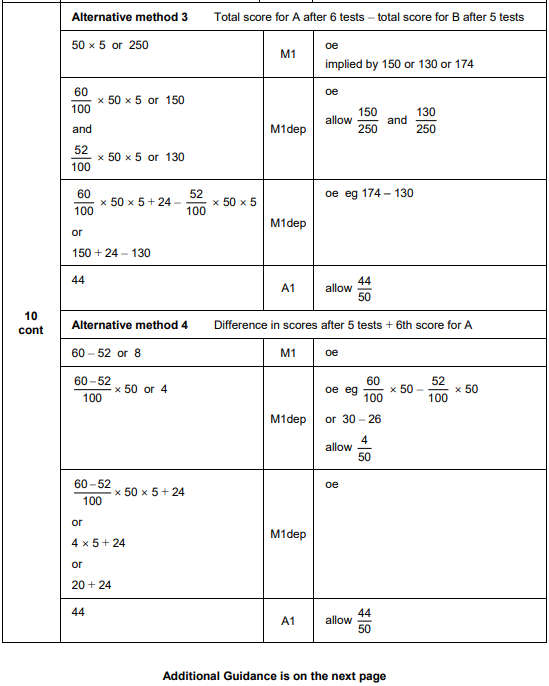 Alternative method 3 Total score for A after 6 tests – total score for B after 5 tests
50 × 5 or 250
M1
oe
implied by 150 or 130 or 174
60/100 × 50 × 5 or 150
and
52/100 × 50 × 5 or 130
M1dep
oe
allow 150/250 and 130/250
60/100 × 50 × 5 + 24 – 52/100 × 50 × 5
or
150 + 24 – 130
M1dep
oe eg 174 – 130
44
A1
allow 44/50
10
cont
Alternative method 4 Difference in scores after 5 tests + 6th score for A
60 – 52 or 8
M1
oe
60 – 52/100 × 50 or 4
M1dep
oe eg 60/100 × 50 – 52/100 × 50
or 30 – 26
allow 4/50
60 – 52/100 × 50 × 5 + 24
or
4 × 5 + 24
or
20 + 24
M1dep
oe
44
A1
allow 44/50
Additional Guidance is on the next page